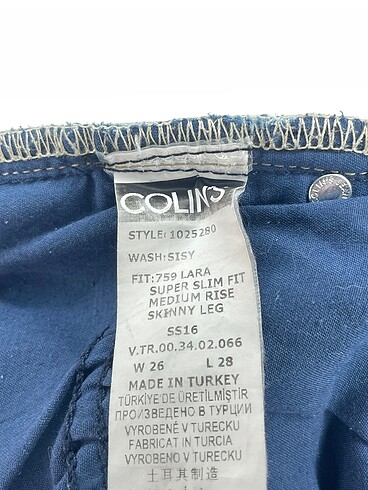 COLIN'S
STYLE: 1025280
WASH: SISY
FIT:759 LARA
SUPER SLIM FIT
MEDIUM RISE
SKINNY LEG
SS16
V.TR.00.34.02.066
W 26 L 28
MADE IN TURKEY
TÜRKİYE'DE ÜRETİLMİŞTİR
ПРОИЗВЕДЕНО В ТУРЦИИ
VYROBENÉ V TURECKU
FABRICAT IN TURCIA
VYROBENO V TURECKU
土耳其制造